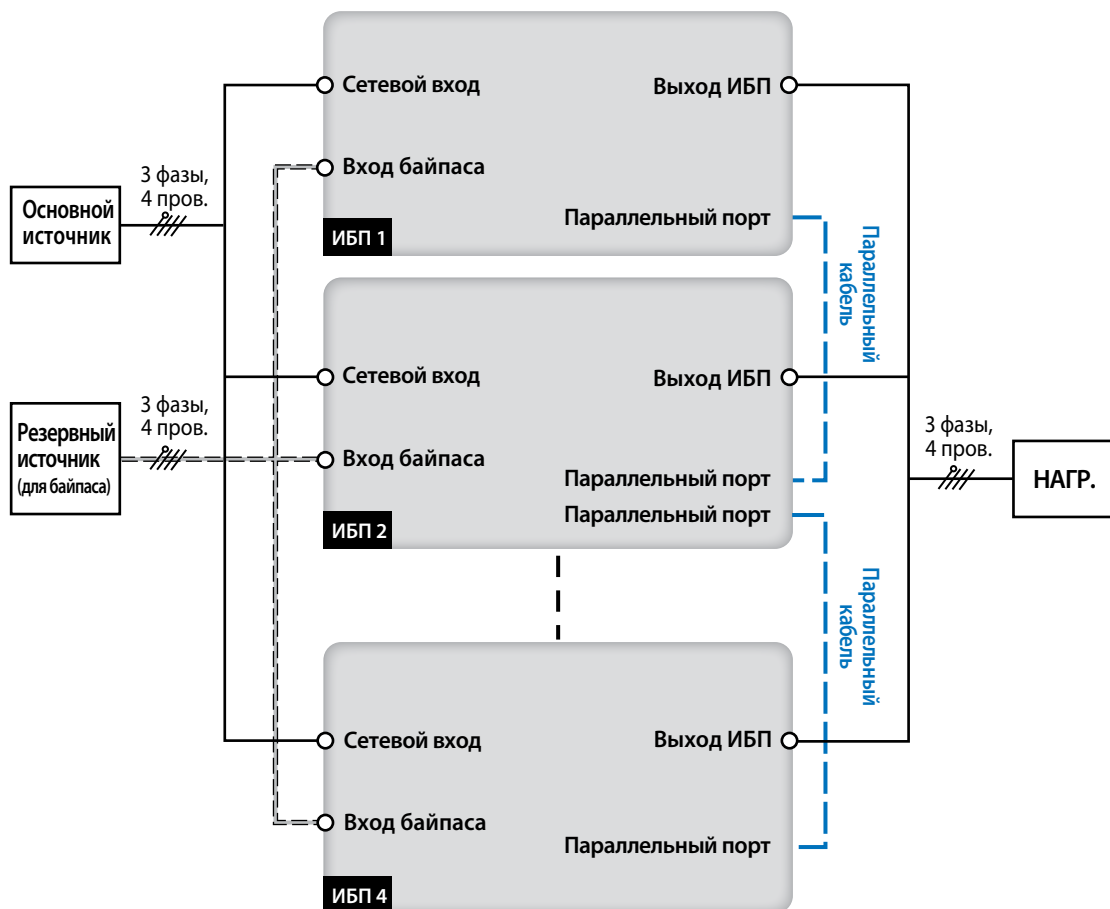 Сетевой вход
Выход ИБП
Вход байпаса
Параллельный порт
ИБП 1
3 фазы,
4 пров.
Основной
источник
Параллельный
кабель
Сетевой вход
Выход ИБП
Вход байпаса
Параллельный порт
Параллельный порт
ИБП 2
3 фазы,
4 пров.
Резервный
источник
(для байпаса)
3 фазы,
4 пров.
НАГР.
Параллельный
кабель
Сетевой вход
Выход ИБП
Вход байпаса
Параллельный порт
ИБП 4